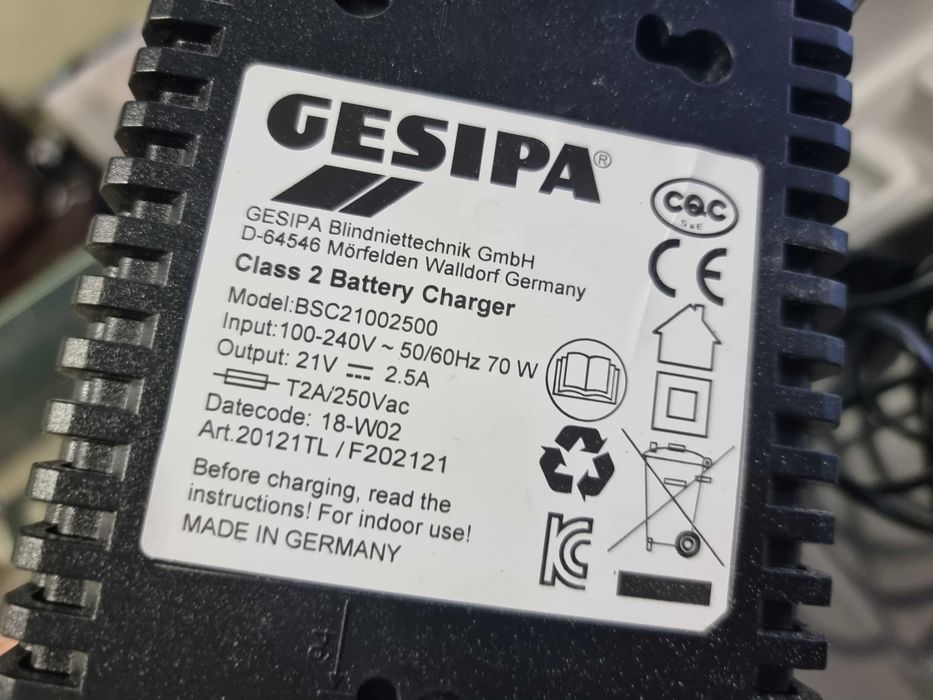 GESIPA®
GESIPA Blindniettechnik GmbH
D-64546 Mörfelden Walldorf Germany
Class 2 Battery Charger
Model:BSC21002500
Input:100-240V ~ 50/60Hz 70 W
Output: 21V ⎓ 2.5A
T2A/250Vac
Datecode: 18-W02
Art.20121TL / F202121
Before charging, read the
instructions! For indoor use!
MADE IN GERMANY
CQC
S&E
CE
KC